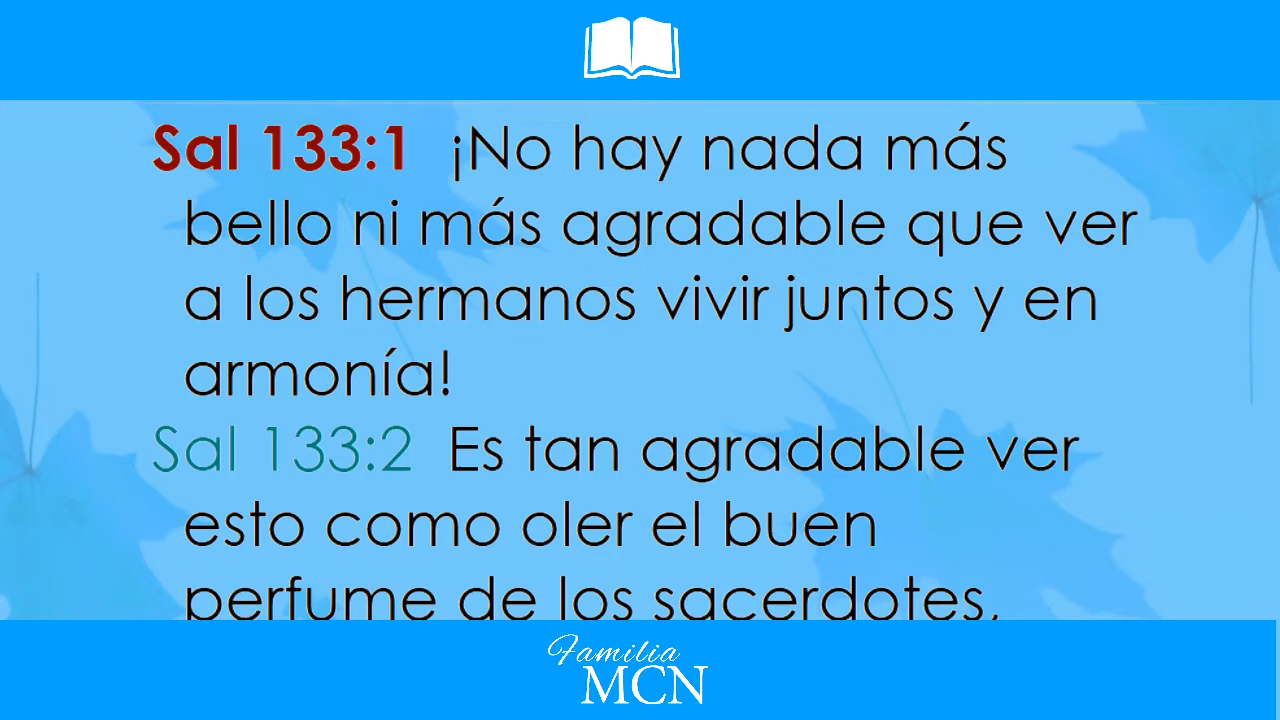 Sal 133:1 ¡No hay nada más
bello ni más agradable que ver
a los hermanos vivir juntos y en
armonía!
Sal 133:2 Es tan agradable ver
esto como oler el buen
perfume de los sacerdotes,
Familia
MCN